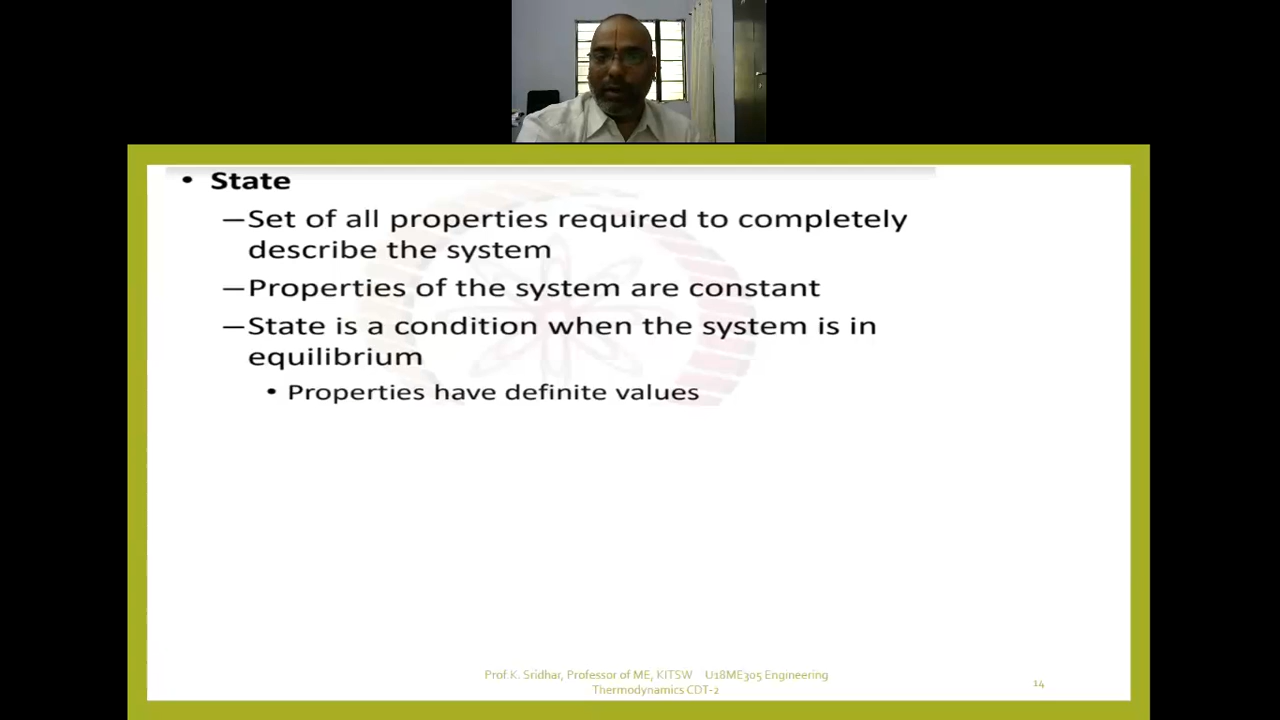 • State
–Set of all properties required to completely
describe the system
–Properties of the system are constant
–State is a condition when the system is in
equilibrium
• Properties have definite values
Prof K. Sridhar, Professor of ME, KITSW U18ME305 Engineering
Thermodynamics CDT-2
14